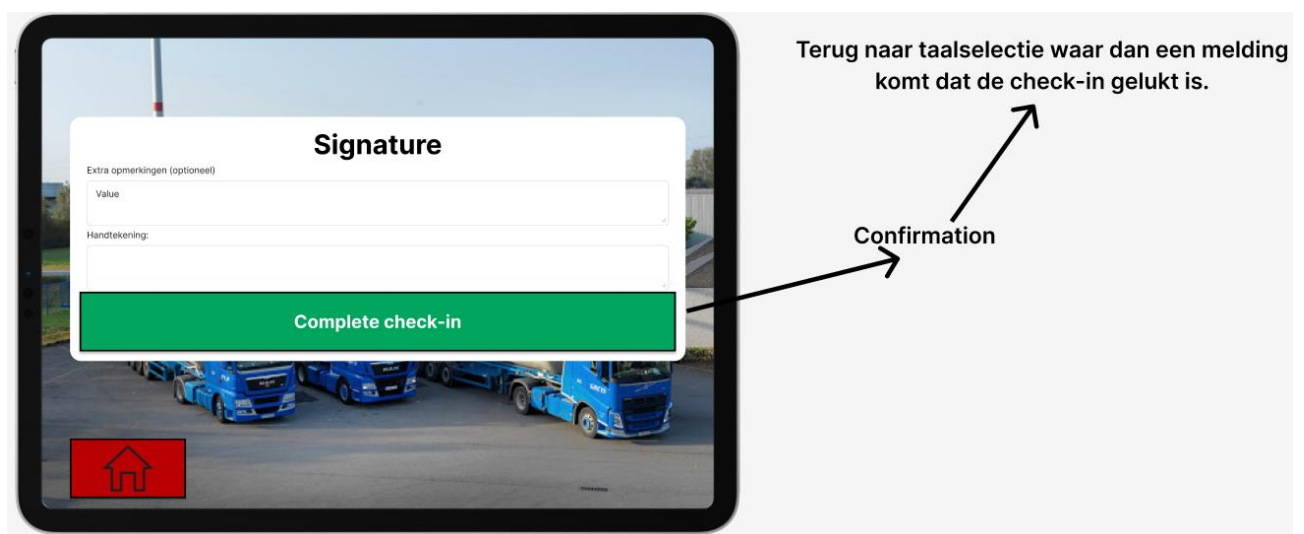 Signature
Extra opmerkingen (optioneel)
Value
Handtekening:
Complete check-in
Terug naar taalselectie waar dan een melding
komt dat de check-in gelukt is.
Confirmation